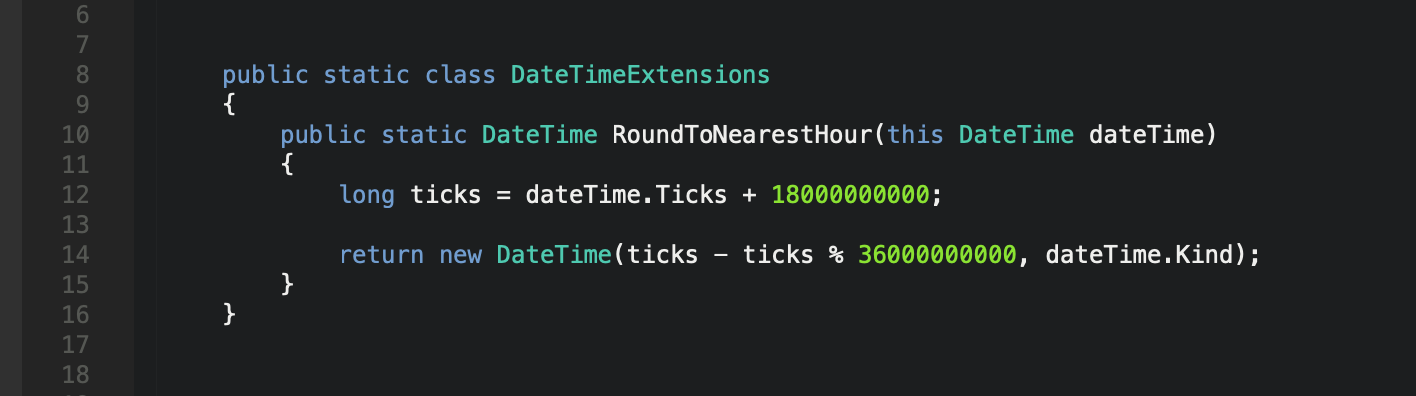 6
7
8 public static class DateTimeExtensions
9 {
10 public static DateTime RoundToNearestHour(this DateTime dateTime)
11 {
12 long ticks = dateTime.Ticks + 18000000000;
13
14 return new DateTime(ticks – ticks % 36000000000, dateTime.Kind);
15 }
16 }
17
18